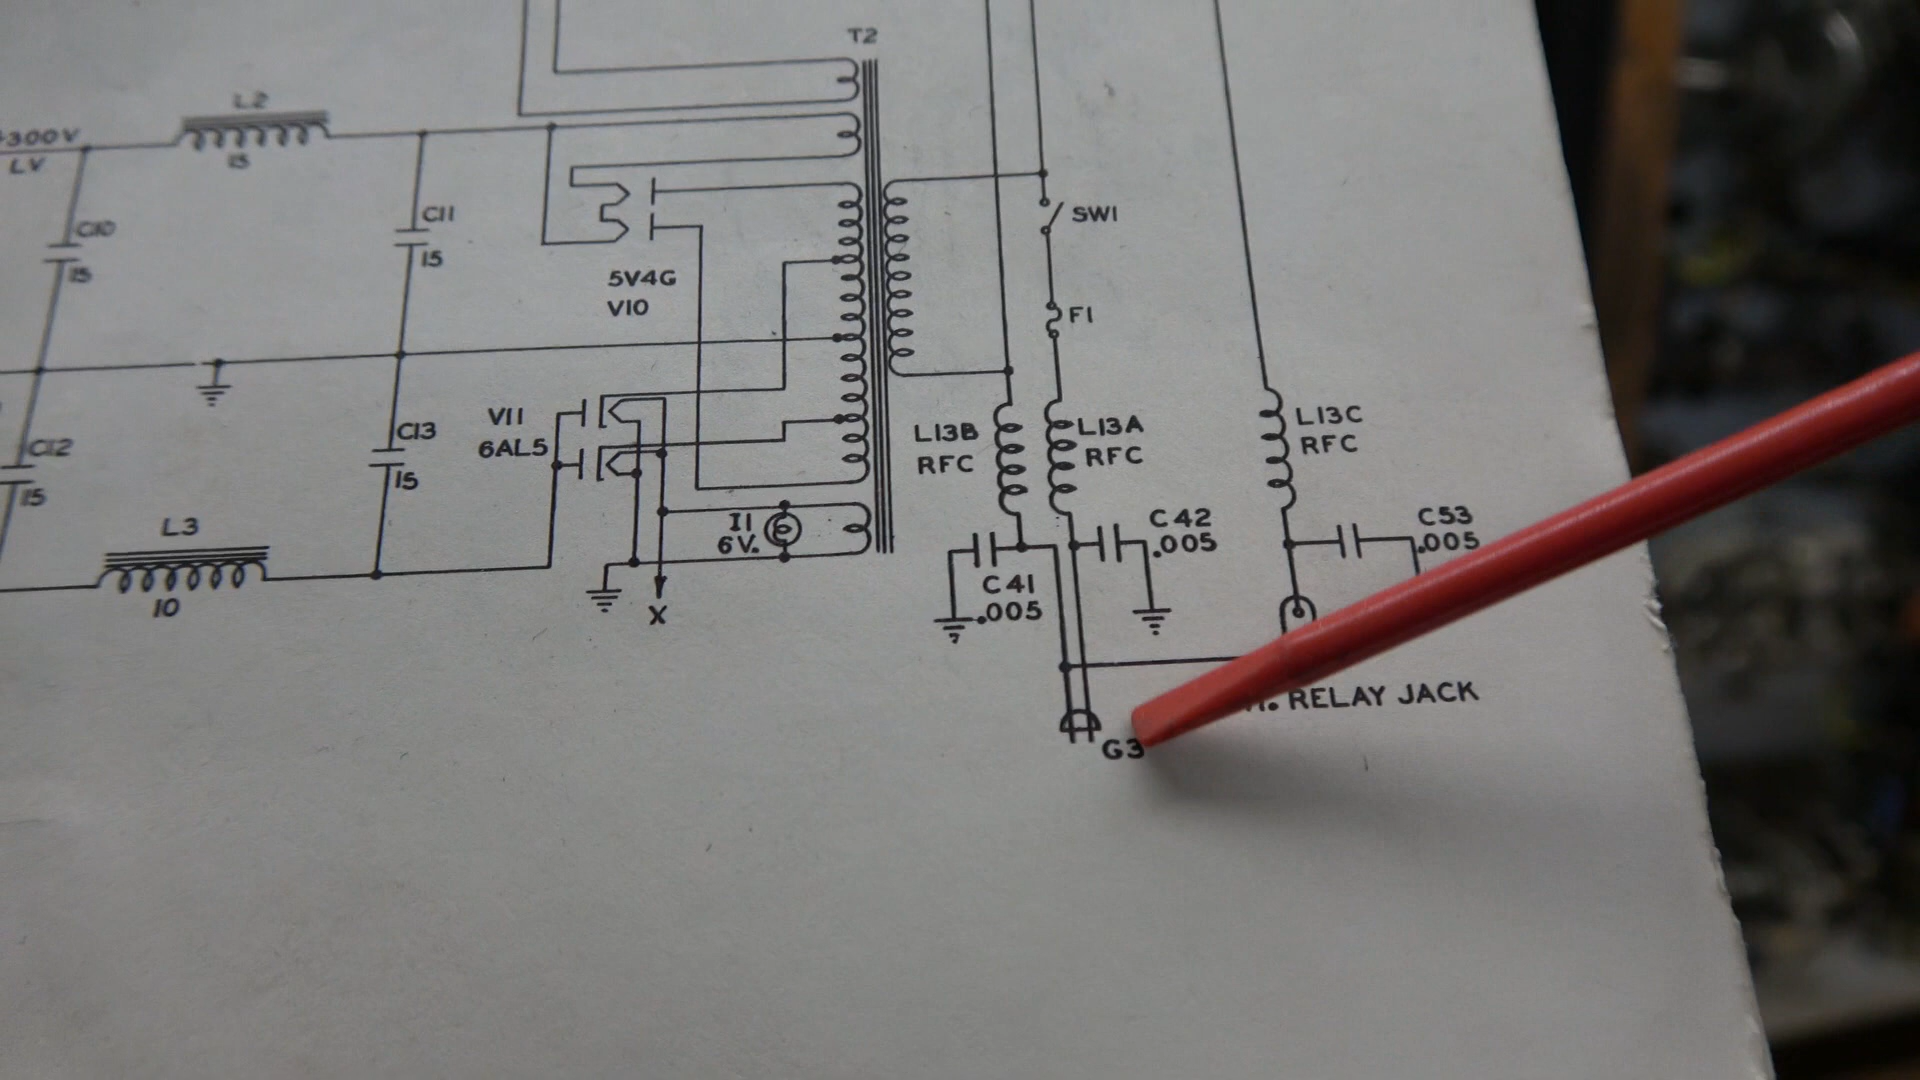 T2
L2
15
+300V
LV
C10
15
C11
15
SW1
5V4G
V10
F1
V11
6AL5
C13
15
C12
15
L13B
RFC
L13A
RFC
L13C
RFC
L3
10
I1
6V.
X
C42
.005
C53
.005
C41
.005
RELAY JACK
G3